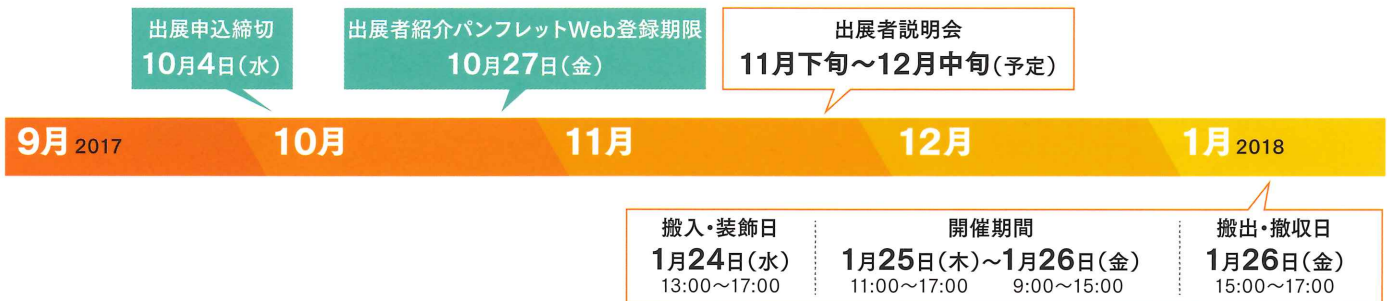 出展申込締切
10月4日(水)
出展者紹介パンフレットWeb登録期限
10月27日(金)
出展者説明会
11月下旬〜12月中旬(予定)
9月 2017
10月
11月
12月
1月 2018
搬入・装飾日
1月24日(水)
13:00〜17:00
開催期間
1月25日(木)〜1月26日(金)
11:00〜17:00 9:00〜15:00
搬出・撤収日
1月26日(金)
15:00〜17:00